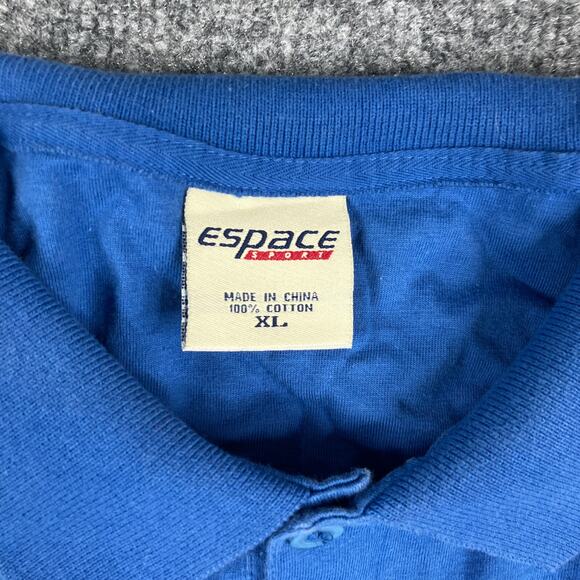 espace
SPORT
MADE IN CHINA
100% COTTON
XL